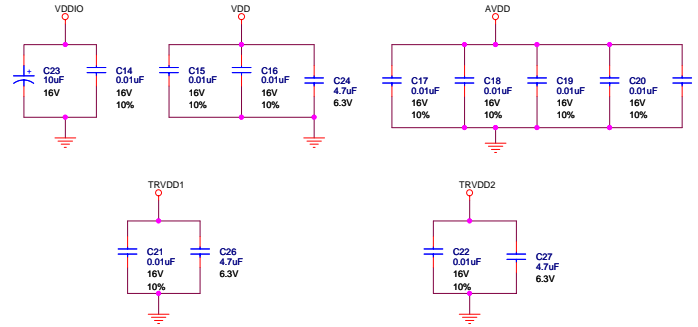 VDDIO
VDD
AVDD
+
C23
10uF
16V
C14
0.01uF
16V
10%
C15
0.01uF
16V
10%
C16
0.01uF
16V
10%
C24
4.7uF
6.3V
C17
0.01uF
16V
10%
C18
0.01uF
16V
10%
C19
0.01uF
16V
10%
C20
0.01uF
16V
10%
TRVDD1
TRVDD2
C21
0.01uF
16V
10%
C26
4.7uF
6.3V
C22
0.01uF
16V
10%
C27
4.7uF
6.3V